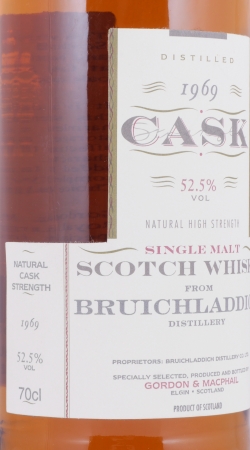 DISTILLED
1969
CASK
52.5%
VOL
NATURAL HIGH STRENGTH
SINGLE MALT
SCOTCH WHISK
FROM
BRUICHLADDIC
DISTILLERY
PROPRIETORS: BRUICHLADDICH DISTILLERY CO
SPECIALLY SELECTED, PRODUCED AND BOTTLED
GORDON & MACPHAIL
ELGIN · SCOTLAND
PRODUCT OF SCOTLAND
NATURAL
CASK
STRENGTH
1969
52.5%
VOL
70cl